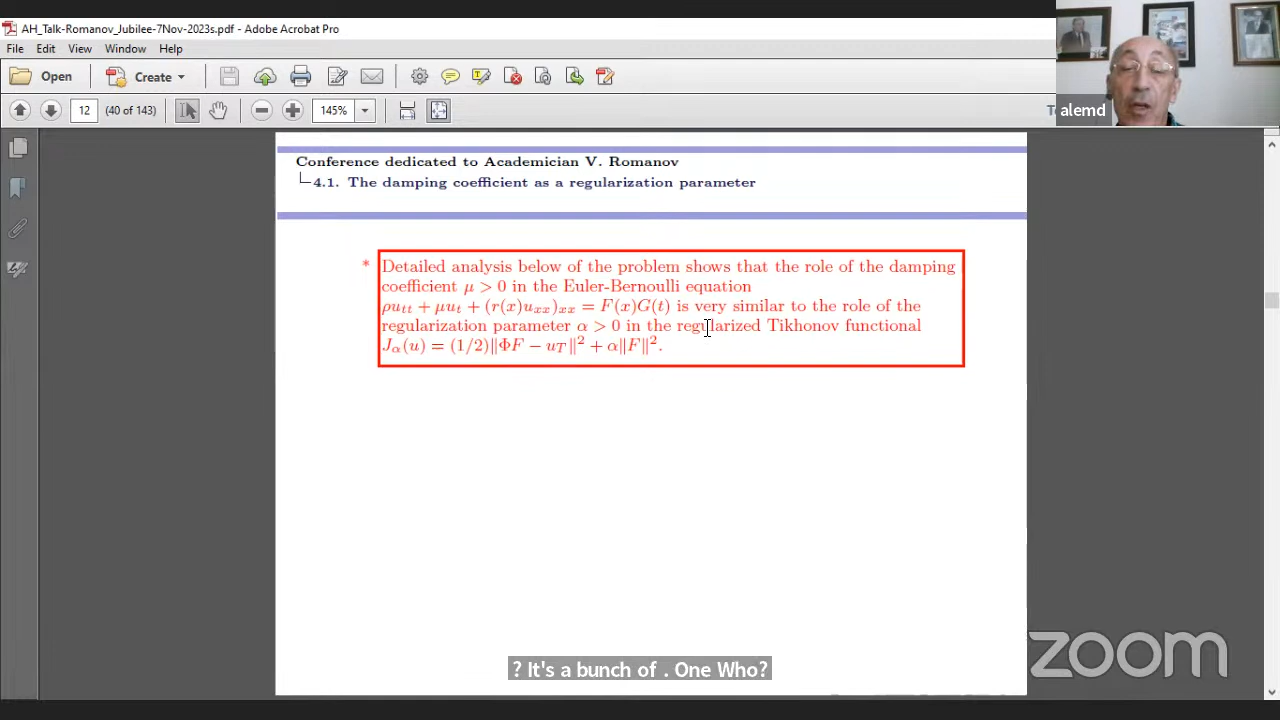 AH_Talk-Romanov_Jubilee-7Nov-2023s.pdf - Adobe Acrobat Pro
File Edit View Window Help
Open Create
12 (40 of 143) 145%
alemd
Conference dedicated to Academician V. Romanov
4.1. The damping coefficient as a regularization parameter
* Detailed analysis below of the problem shows that the role of the damping
coefficient μ > 0 in the Euler-Bernoulli equation
ρu_tt + μu_t + (r(x)u_xx)_xx = F(x)G(t) is very similar to the role of the
regularization parameter α > 0 in the regularized Tikhonov functional
J_α(u) = (1/2)‖ΦF − u_T‖² + α‖F‖².
? It's a bunch of . One Who?
zoom